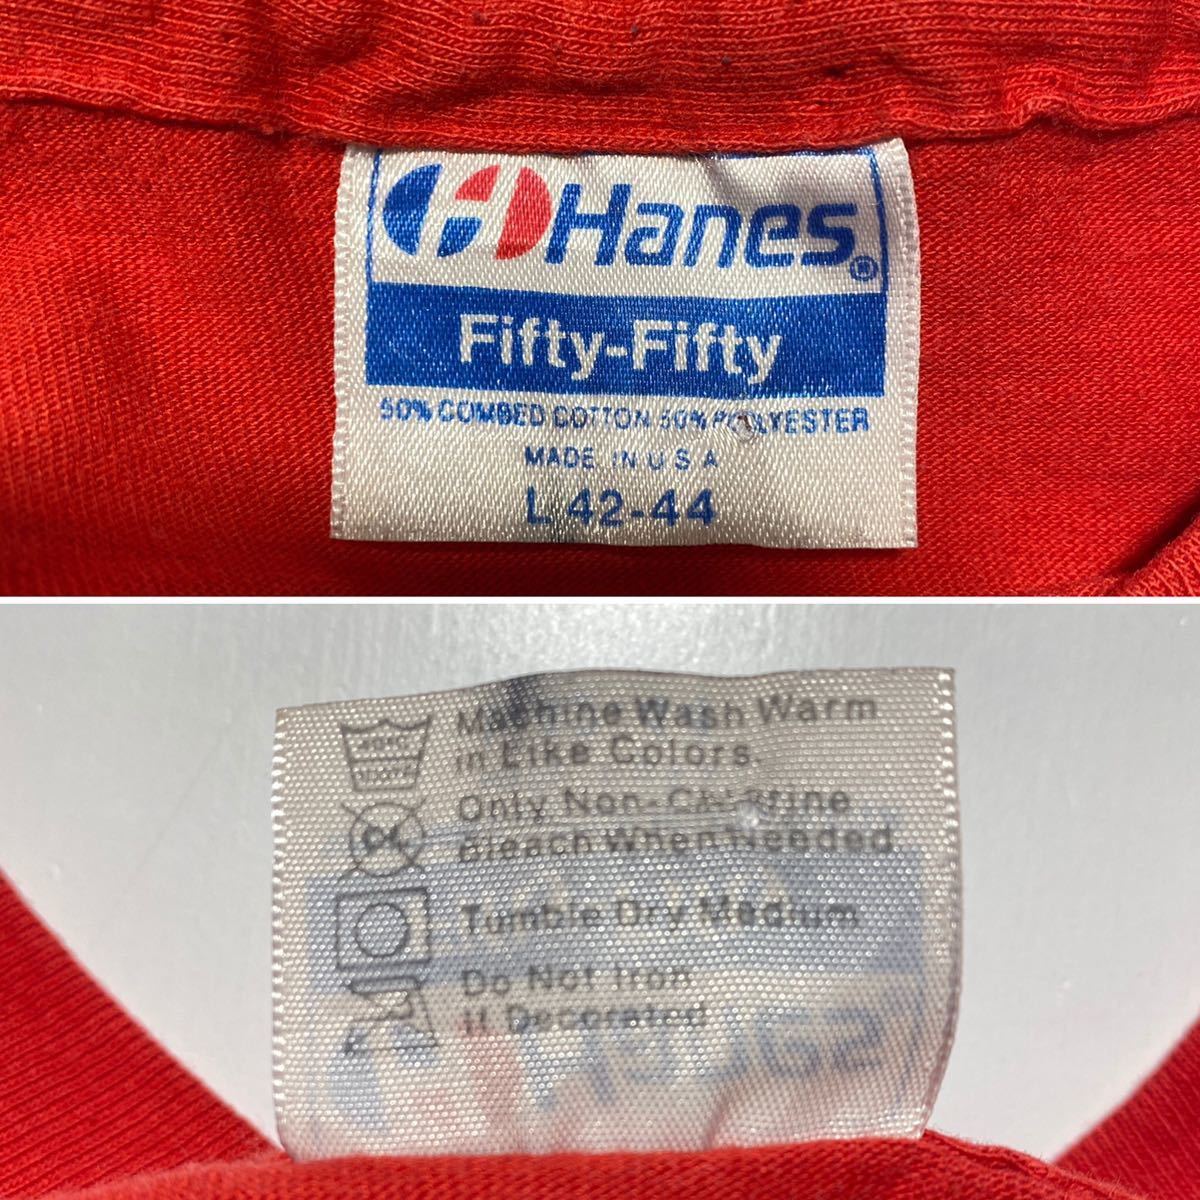 Hanes®
Fifty-Fifty
50% COMBED COTTON 50% POLYESTER
MADE IN U S A
L 42-44
Machine Wash Warm
in Like Colors.
Only Non-Chlorine
Bleach When Needed.
Tumble Dry Medium
Do Not Iron
If Decorated